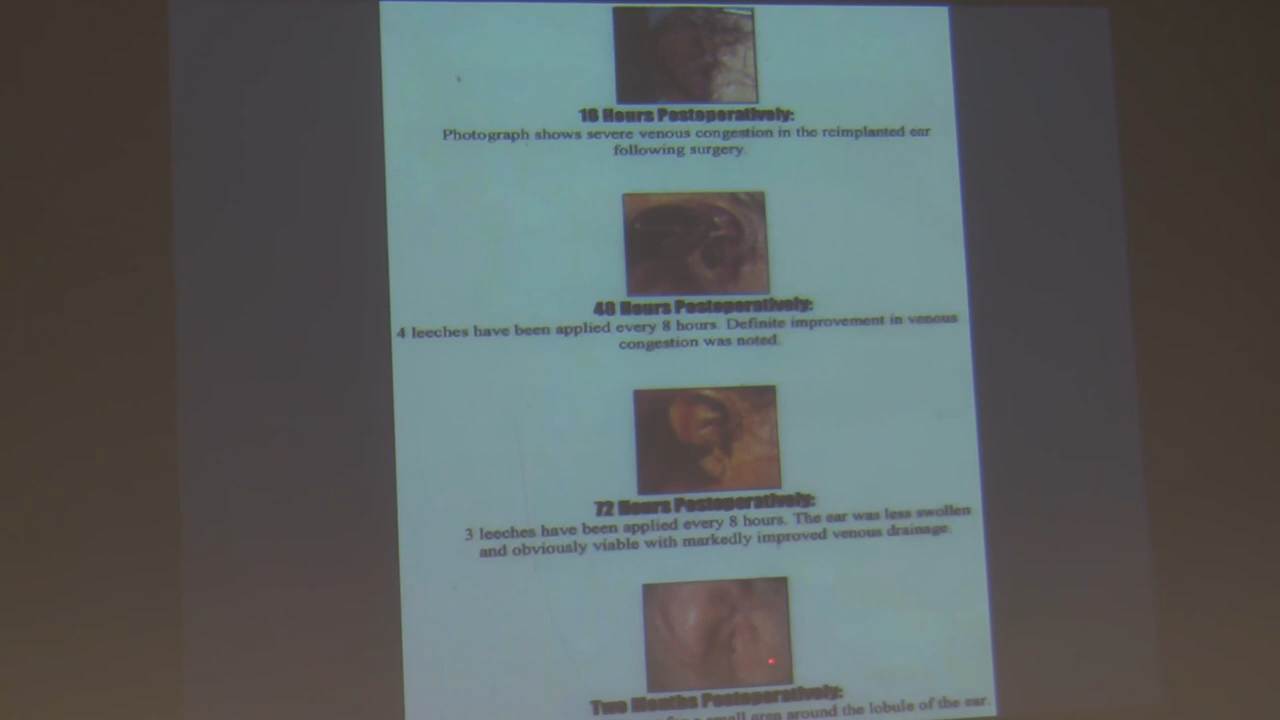 16 Hours Postoperatively:
Photograph shows severe venous congestion in the reimplanted ear
following surgery.
48 Hours Postoperatively:
4 leeches have been applied every 8 hours. Definite improvement in venous
congestion was noted.
72 Hours Postoperatively:
3 leeches have been applied every 8 hours. The ear was less swollen
and obviously viable with markedly improved venous drainage.
Two Months Postoperatively:
small area around the lobule of the ear.